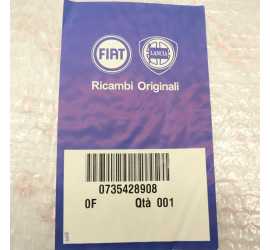 FIAT
LANCIA
Ricambi Originali
0735428908
0F Qtà 001